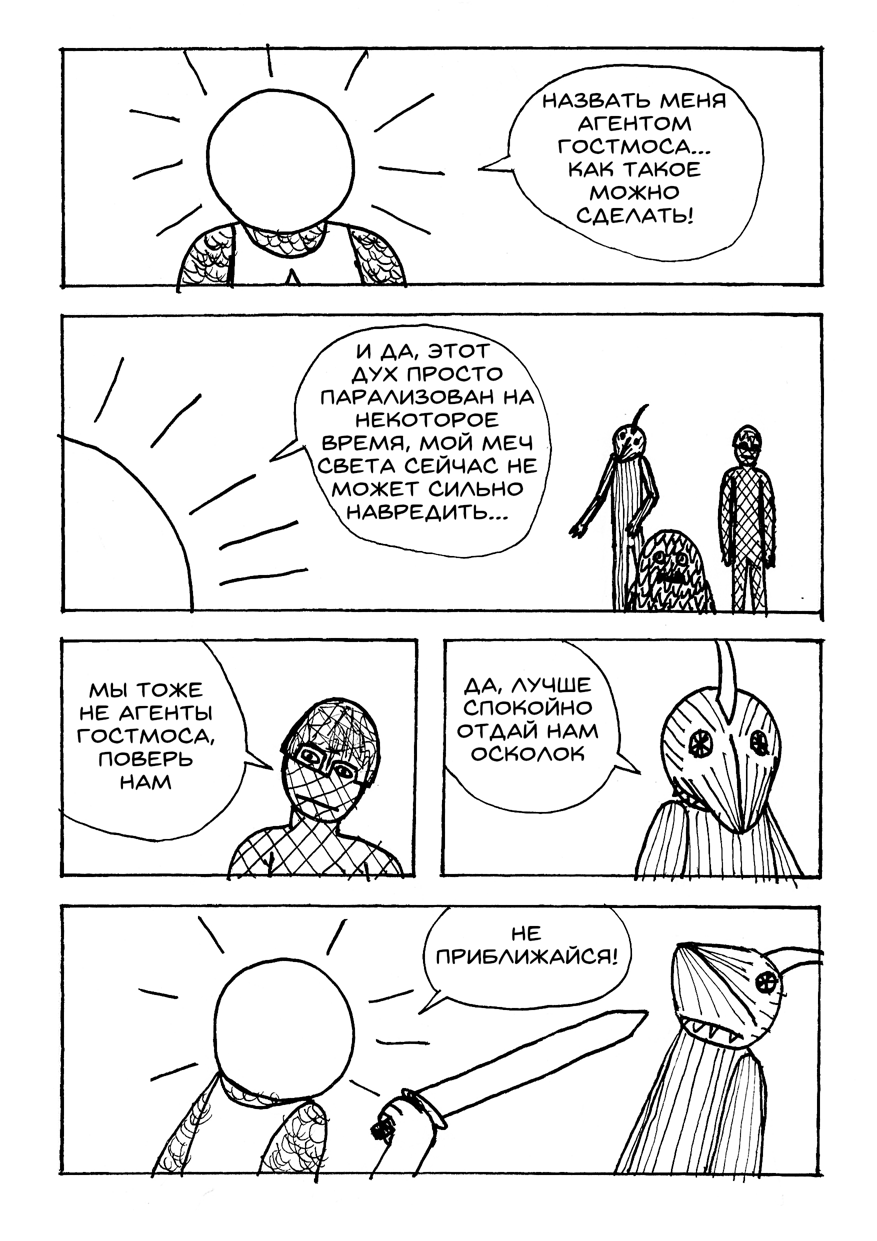 НАЗВАТЬ МЕНЯ
АГЕНТОМ
ГОСТМОСА...
КАК ТАКОЕ
МОЖНО
СДЕЛАТЬ!
И ДА, ЭТОТ
ДУХ ПРОСТО
ПАРАЛИЗОВАН НА
НЕКОТОРОЕ
ВРЕМЯ, МОЙ МЕЧ
СВЕТА СЕЙЧАС НЕ
МОЖЕТ СИЛЬНО
НАВРЕДИТЬ...
МЫ ТОЖЕ
НЕ АГЕНТЫ
ГОСТМОСА,
ПОВЕРЬ
НАМ
ДА, ЛУЧШЕ
СПОКОЙНО
ОТДАЙ НАМ
ОСКОЛОК
НЕ
ПРИБЛИЖАЙСЯ!